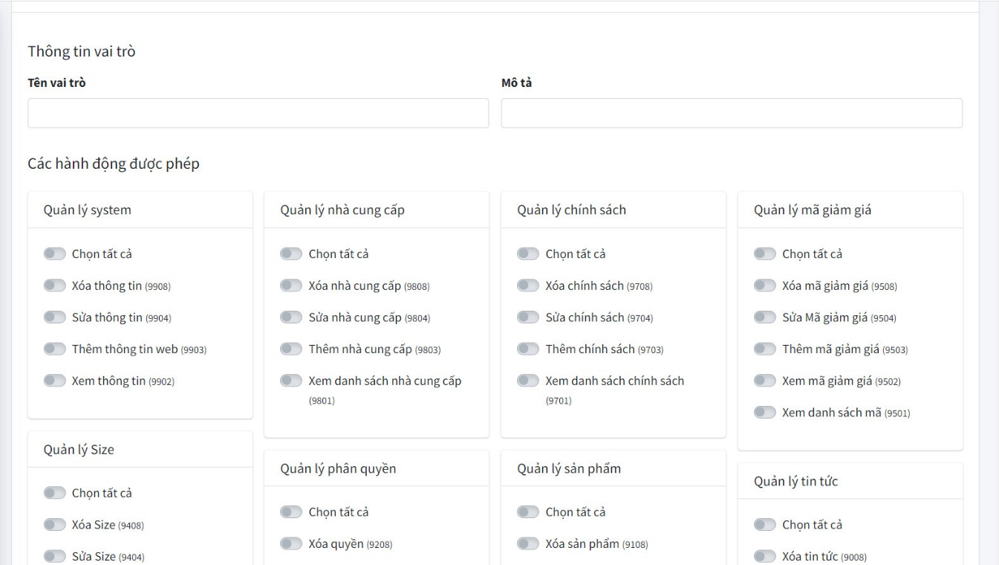 Thông tin vai trò
Tên vai trò
Mô tả
Các hành động được phép
Quản lý system
Chọn tất cả
Xóa thông tin (9908)
Sửa thông tin (9904)
Thêm thông tin web (9903)
Xem thông tin (9902)
Quản lý nhà cung cấp
Chọn tất cả
Xóa nhà cung cấp (9808)
Sửa nhà cung cấp (9804)
Thêm nhà cung cấp (9803)
Xem danh sách nhà cung cấp
(9801)
Quản lý chính sách
Chọn tất cả
Xóa chính sách (9708)
Sửa chính sách (9704)
Thêm chính sách (9703)
Xem danh sách chính sách
(9701)
Quản lý mã giảm giá
Chọn tất cả
Xóa mã giảm giá (9508)
Sửa Mã giảm giá (9504)
Thêm mã giảm giá (9503)
Xem mã giảm giá (9502)
Xem danh sách mã (9501)
Quản lý Size
Chọn tất cả
Xóa Size (9408)
Sửa Size (9404)
Quản lý phân quyền
Chọn tất cả
Xóa quyền (9208)
Quản lý sản phẩm
Chọn tất cả
Xóa sản phẩm (9108)
Quản lý tin tức
Chọn tất cả
Xóa tin tức (9008)